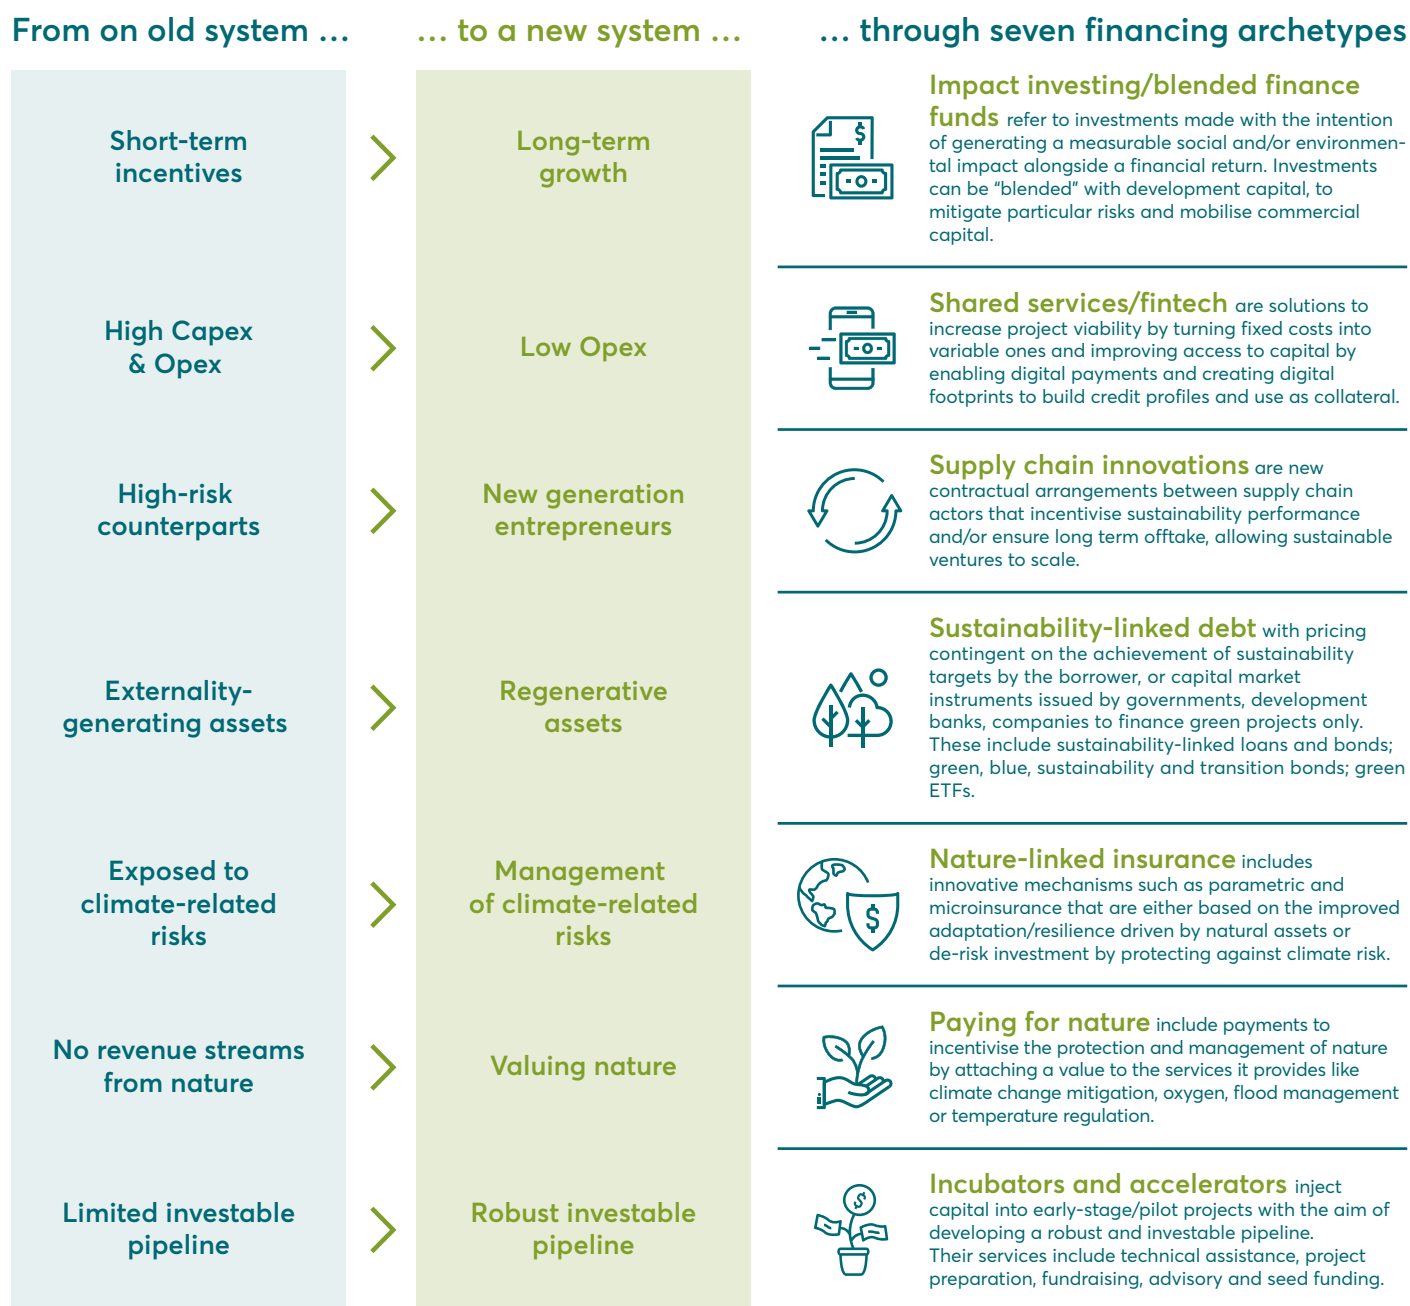 From on old system ...
... to a new system ...
... through seven financing archetypes
Short-term
incentives
Long-term
growth
Impact investing/blended finance
funds refer to investments made with the intention
of generating a measurable social and/or environmen-
tal impact alongside a financial return. Investments
can be “blended” with development capital, to
mitigate particular risks and mobilise commercial
capital.
High Capex
& Opex
Low Opex
Shared services/fintech are solutions to
increase project viability by turning fixed costs into
variable ones and improving access to capital by
enabling digital payments and creating digital
footprints to build credit profiles and use as collateral.
High-risk
counterparts
New generation
entrepreneurs
Supply chain innovations are new
contractual arrangements between supply chain
actors that incentivise sustainability performance
and/or ensure long term offtake, allowing sustainable
ventures to scale.
Externality-
generating assets
Regenerative
assets
Sustainability-linked debt with pricing
contingent on the achievement of sustainability
targets by the borrower, or capital market
instruments issued by governments, development
banks, companies to finance green projects only.
These include sustainability-linked loans and bonds;
green, blue, sustainability and transition bonds; green
ETFs.
Exposed to
climate-related
risks
Management
of climate-related
risks
Nature-linked insurance includes
innovative mechanisms such as parametric and
microinsurance that are either based on the improved
adaptation/resilience driven by natural assets or
de-risk investment by protecting against climate risk.
No revenue streams
from nature
Valuing nature
Paying for nature include payments to
incentivise the protection and management of nature
by attaching a value to the services it provides like
climate change mitigation, oxygen, flood management
or temperature regulation.
Limited investable
pipeline
Robust investable
pipeline
Incubators and accelerators inject
capital into early-stage/pilot projects with the aim of
developing a robust and investable pipeline.
Their services include technical assistance, project
preparation, fundraising, advisory and seed funding.